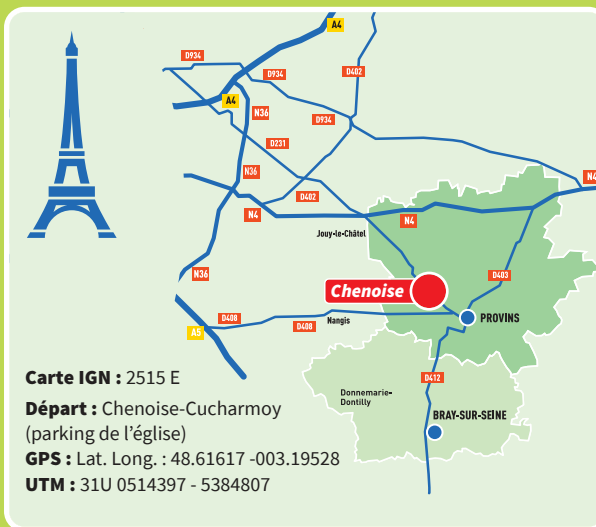 A4
D934
D934
D402
A4
N36
D934
D231
N36
N4
D402
N4
N4
Jouy-le-Châtel
N36
D403
Chenoise
D408
D408
Nangis
PROVINS
A5
D412
Donnemarie-
Dontilly
BRAY-SUR-SEINE
Carte IGN : 2515 E
Départ : Chenoise-Cucharmoy
(parking de l'église)
GPS : Lat. Long. : 48.61617 -003.19528
UTM : 31U 0514397 - 5384807